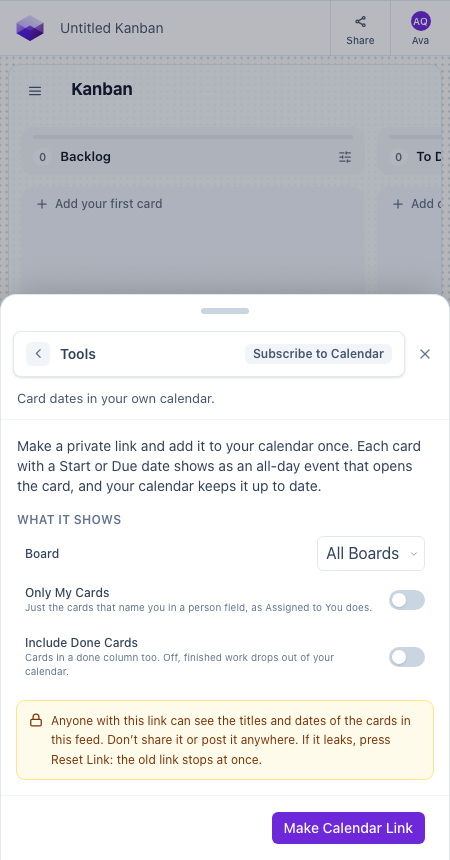 Untitled Kanban
Share
AQ
Ava
Kanban
0 Backlog
0 To D
Add your first card
Add c
Tools
Subscribe to Calendar
Card dates in your own calendar.
Make a private link and add it to your calendar once. Each card
with a Start or Due date shows as an all-day event that opens
the card, and your calendar keeps it up to date.
WHAT IT SHOWS
Board
All Boards
Only My Cards
Just the cards that name you in a person field, as Assigned to You does.
Include Done Cards
Cards in a done column too. Off, finished work drops out of your
calendar.
Anyone with this link can see the titles and dates of the cards in
this feed. Don’t share it or post it anywhere. If it leaks, press
Reset Link: the old link stops at once.
Make Calendar Link